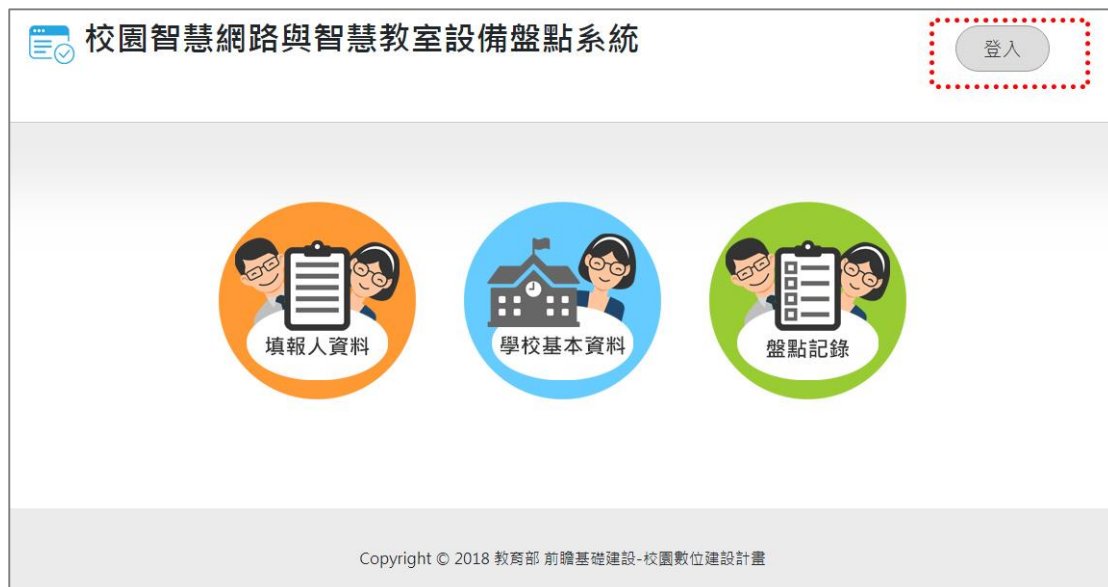 校園智慧網路與智慧教室設備盤點系統
登入
填報人資料
學校基本資料
盤點記錄
Copyright © 2018 教育部 前瞻基礎建設-校園數位建設計畫